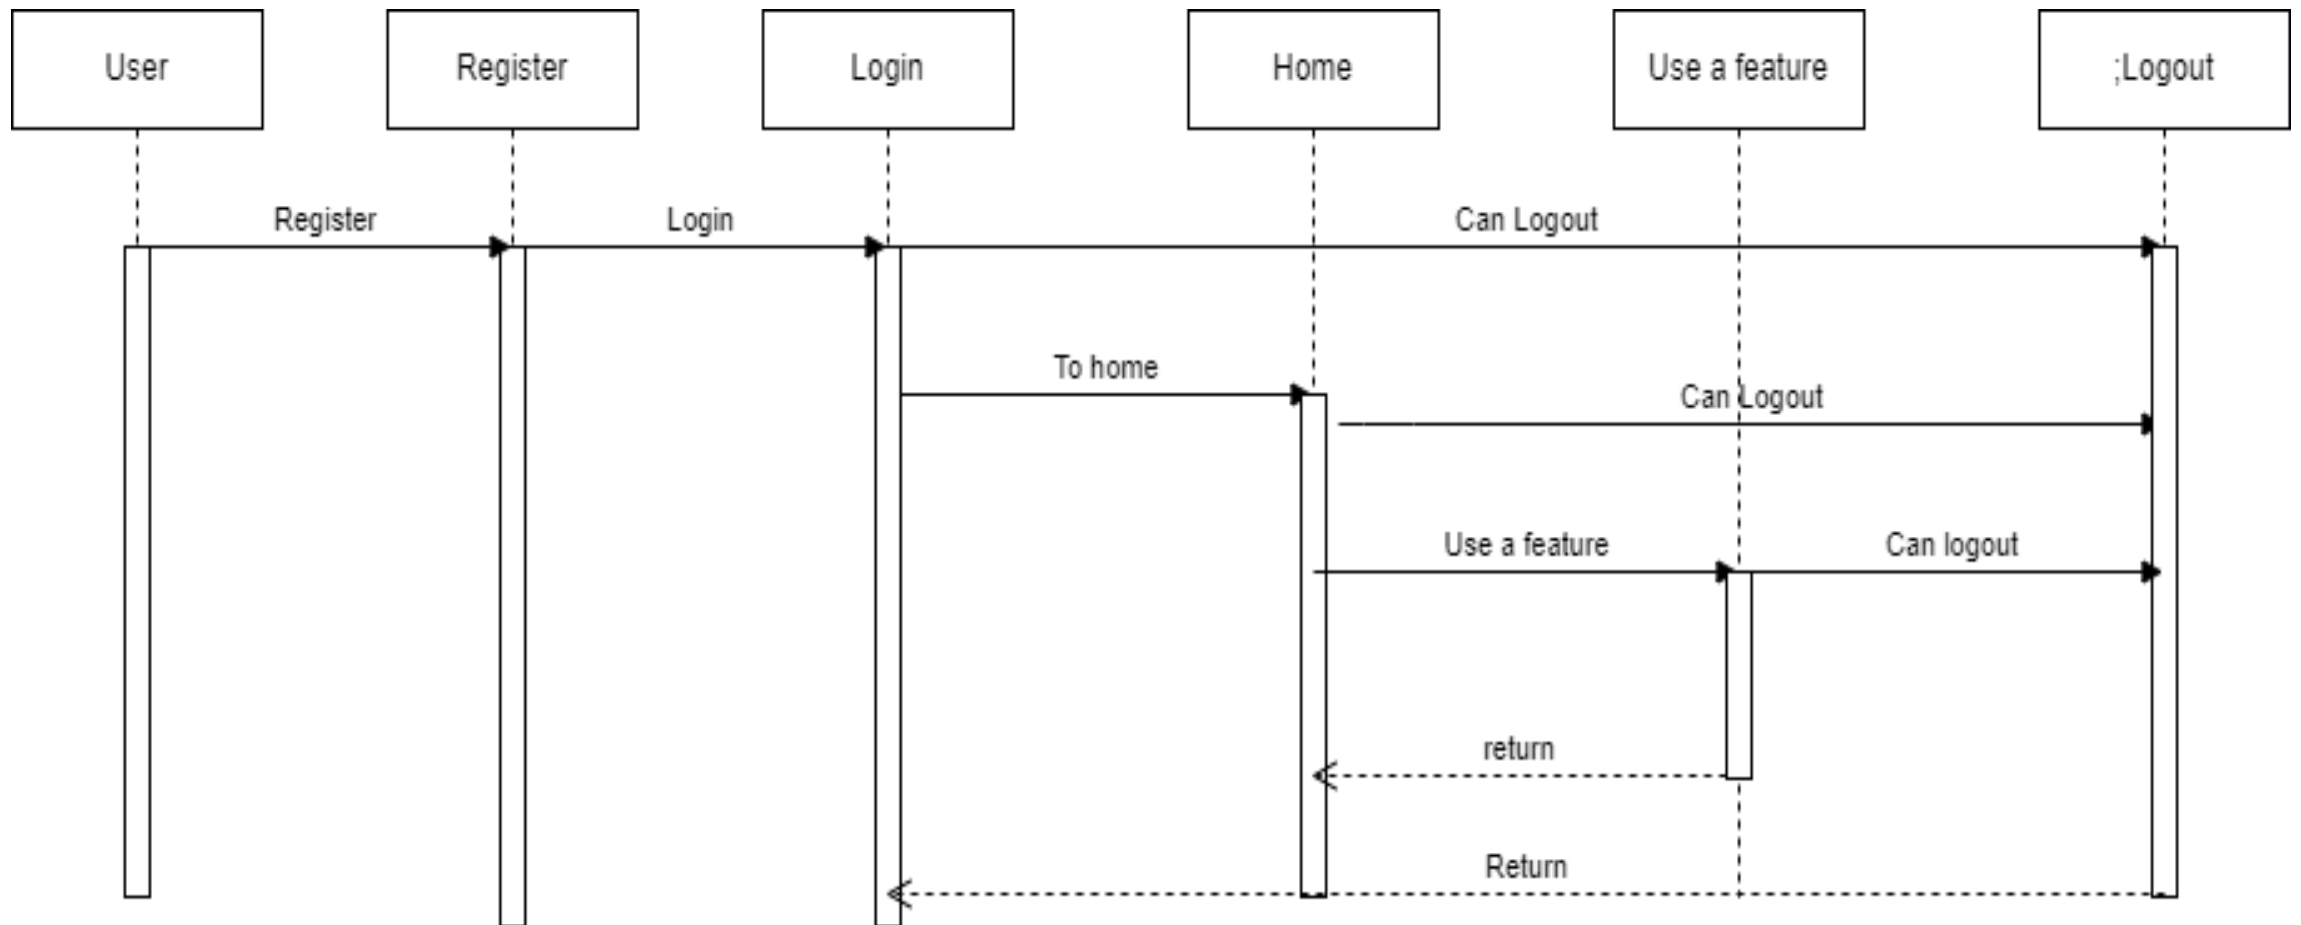 User
Register
Login
Home
Use a feature
;Logout
Register
Login
Can Logout
To home
Can Logout
Use a feature
Can logout
return
Return